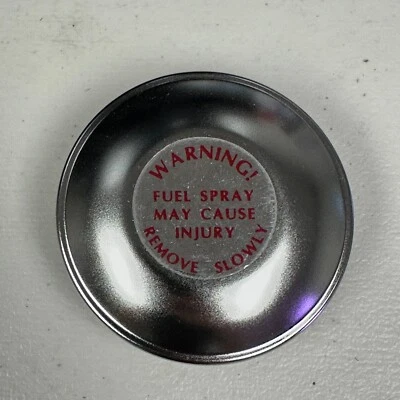 WARNING!
FUEL SPRAY
MAY CAUSE
INJURY
REMOVE SLOWLY